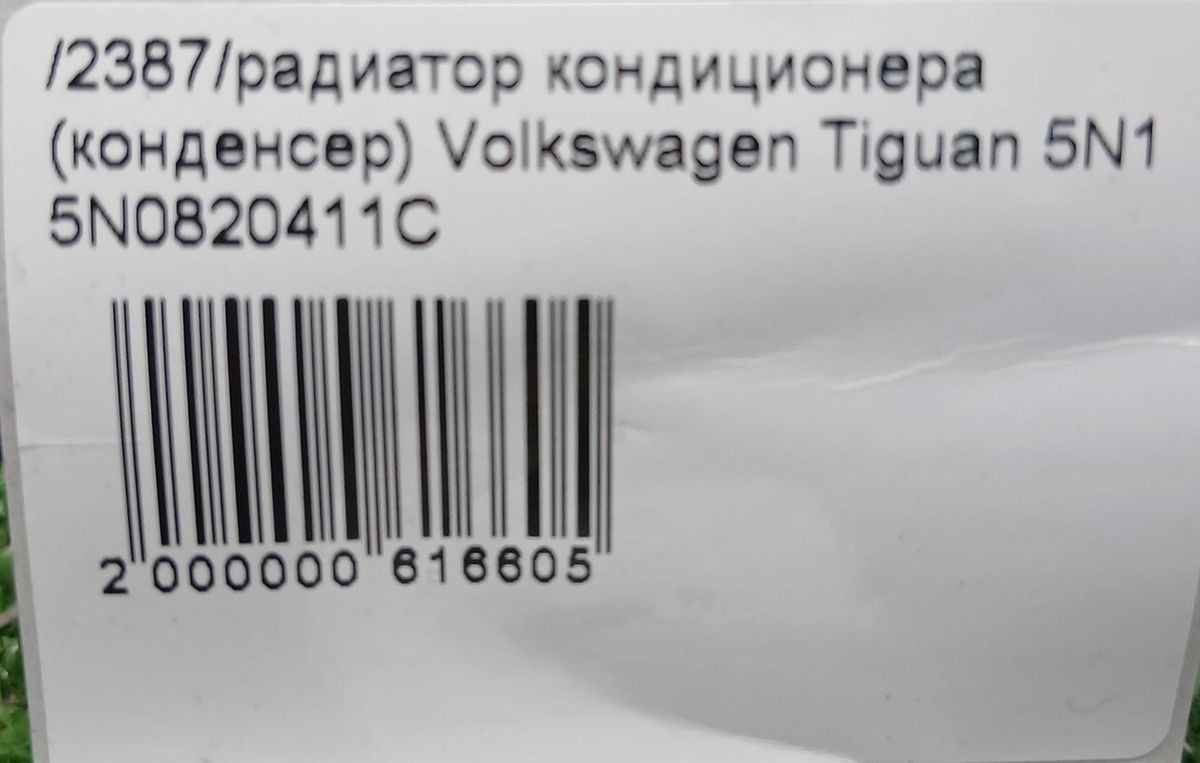 /2387/радиатор кондиционера
(конденсер) Volkswagen Tiguan 5N1
5N0820411C
2 000000 616605